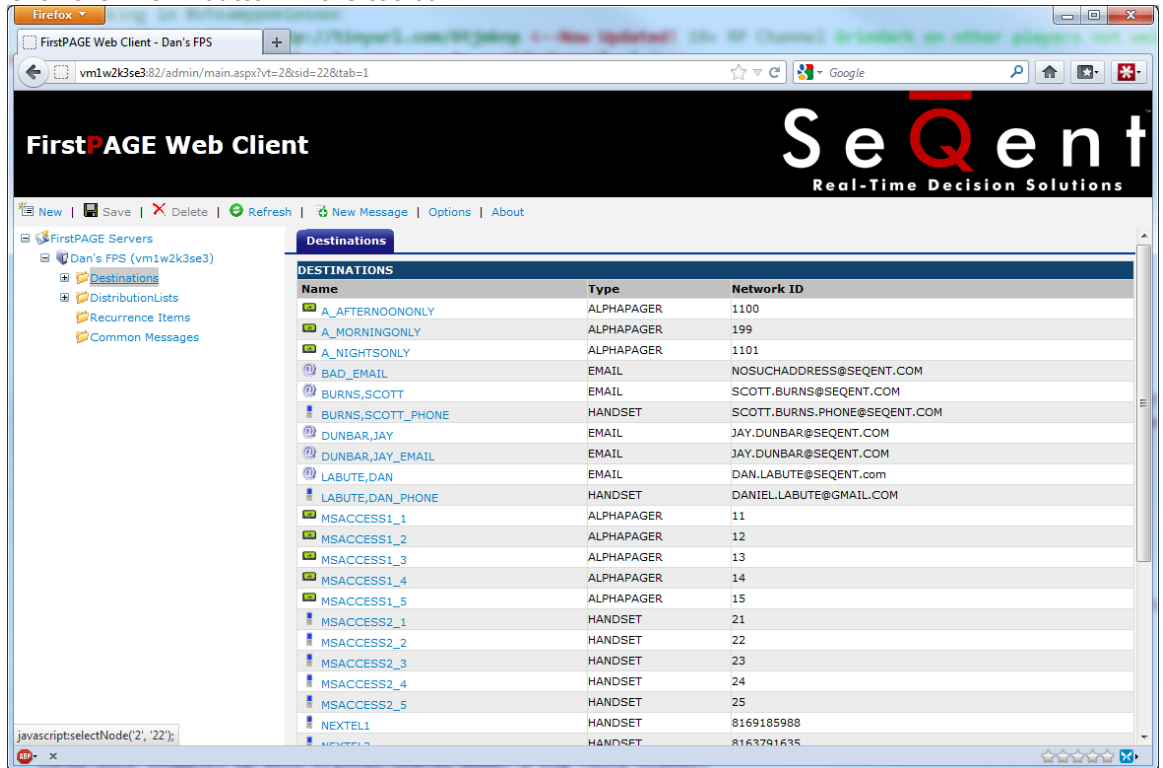 Firefox
FirstPAGE Web Client - Dan's FPS
+
vm1w2k3se3:82/admin/main.aspx?vt=2&sid=22&tab=1
Google
FirstPAGE Web Client
SeQent
Real-Time Decision Solutions
New | Save | Delete | Refresh | New Message | Options | About
FirstPAGE Servers
Dan's FPS (vm1w2k3se3)
Destinations
DistributionLists
Recurrence Items
Common Messages
Destinations
DESTINATIONS
Name Type Network ID
A_AFTERNOONONLY ALPHAPAGER 1100
A_MORNINGONLY ALPHAPAGER 199
A_NIGHTSONLY ALPHAPAGER 1101
BAD_EMAIL EMAIL NOSUCHADDRESS@SEQENT.COM
BURNS,SCOTT EMAIL SCOTT.BURNS@SEQENT.COM
BURNS,SCOTT_PHONE HANDSET SCOTT.BURNS.PHONE@SEQENT.COM
DUNBAR,JAY EMAIL JAY.DUNBAR@SEQENT.COM
DUNBAR,JAY_EMAIL EMAIL JAY.DUNBAR@SEQENT.COM
LABUTE,DAN EMAIL DAN.LABUTE@SEQENT.com
LABUTE,DAN_PHONE HANDSET DANIEL.LABUTE@GMAIL.COM
MSACCESS1_1 ALPHAPAGER 11
MSACCESS1_2 ALPHAPAGER 12
MSACCESS1_3 ALPHAPAGER 13
MSACCESS1_4 ALPHAPAGER 14
MSACCESS1_5 ALPHAPAGER 15
MSACCESS2_1 HANDSET 21
MSACCESS2_2 HANDSET 22
MSACCESS2_3 HANDSET 23
MSACCESS2_4 HANDSET 24
MSACCESS2_5 HANDSET 25
NEXTEL1 HANDSET 8169185988
HANDSET 8163791635
javascript:selectNode('2', '22');
ABP x